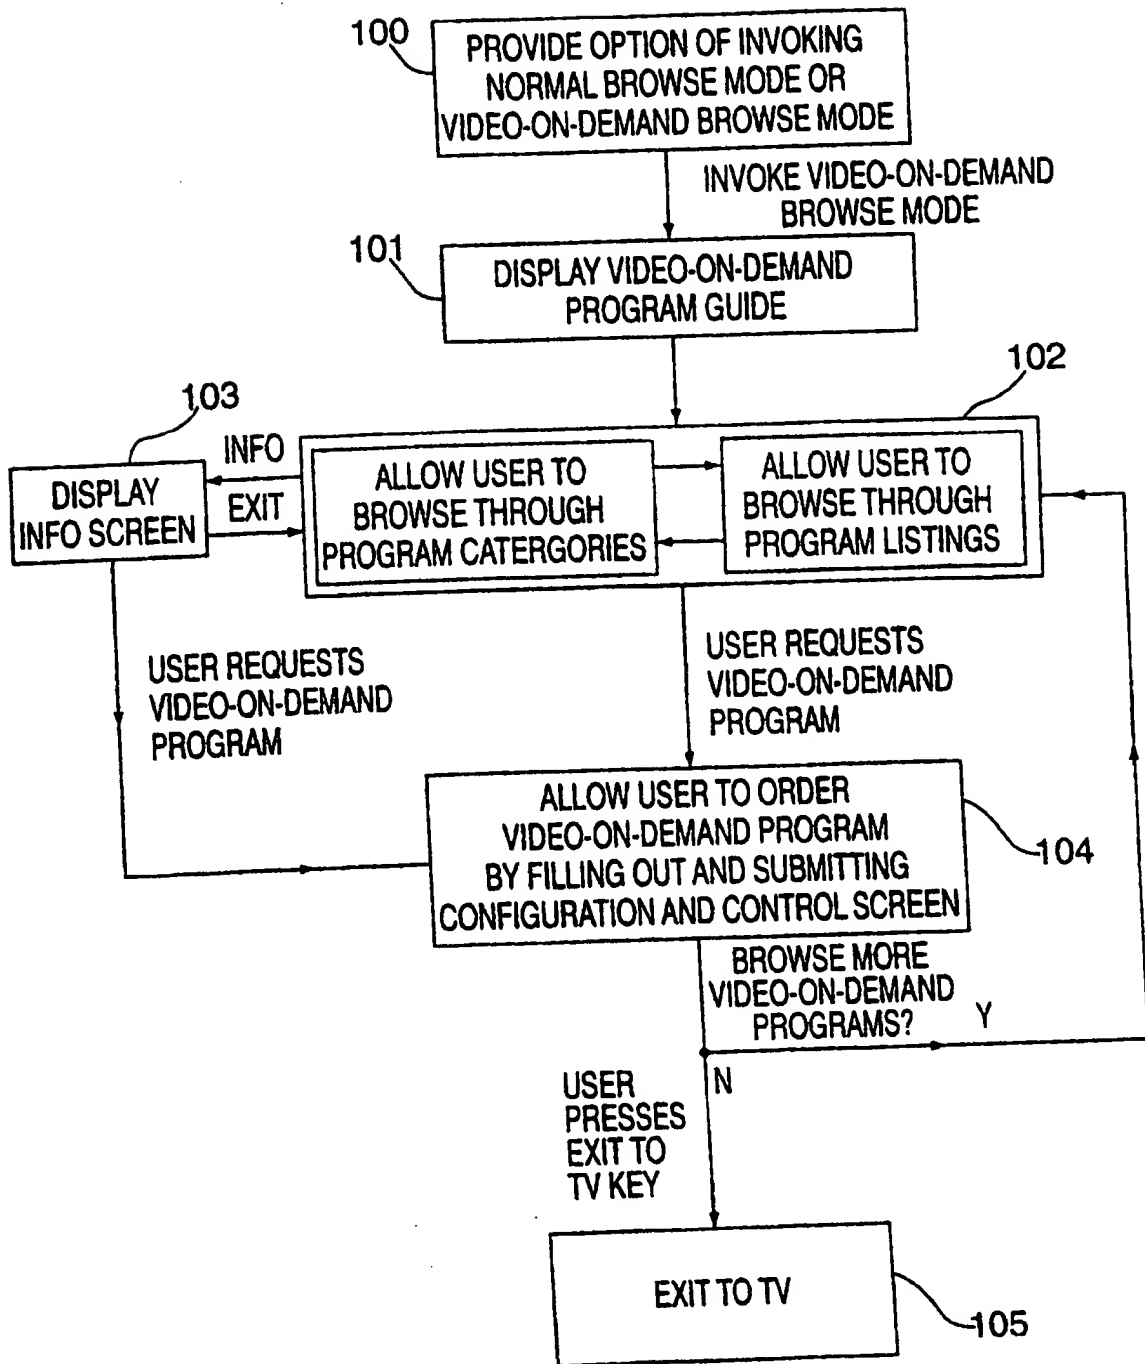 100
PROVIDE OPTION OF INVOKING
NORMAL BROWSE MODE OR
VIDEO-ON-DEMAND BROWSE MODE
INVOKE VIDEO-ON-DEMAND
BROWSE MODE
101
DISPLAY VIDEO-ON-DEMAND
PROGRAM GUIDE
102
103
INFO
EXIT
DISPLAY
INFO SCREEN
ALLOW USER TO
BROWSE THROUGH
PROGRAM CATERGORIES
ALLOW USER TO
BROWSE THROUGH
PROGRAM LISTINGS
USER REQUESTS
VIDEO-ON-DEMAND
PROGRAM
USER REQUESTS
VIDEO-ON-DEMAND
PROGRAM
ALLOW USER TO ORDER
VIDEO-ON-DEMAND PROGRAM
BY FILLING OUT AND SUBMITTING
CONFIGURATION AND CONTROL SCREEN
104
BROWSE MORE
VIDEO-ON-DEMAND
PROGRAMS?
Y
N
USER
PRESSES
EXIT TO
TV KEY
EXIT TO TV
105